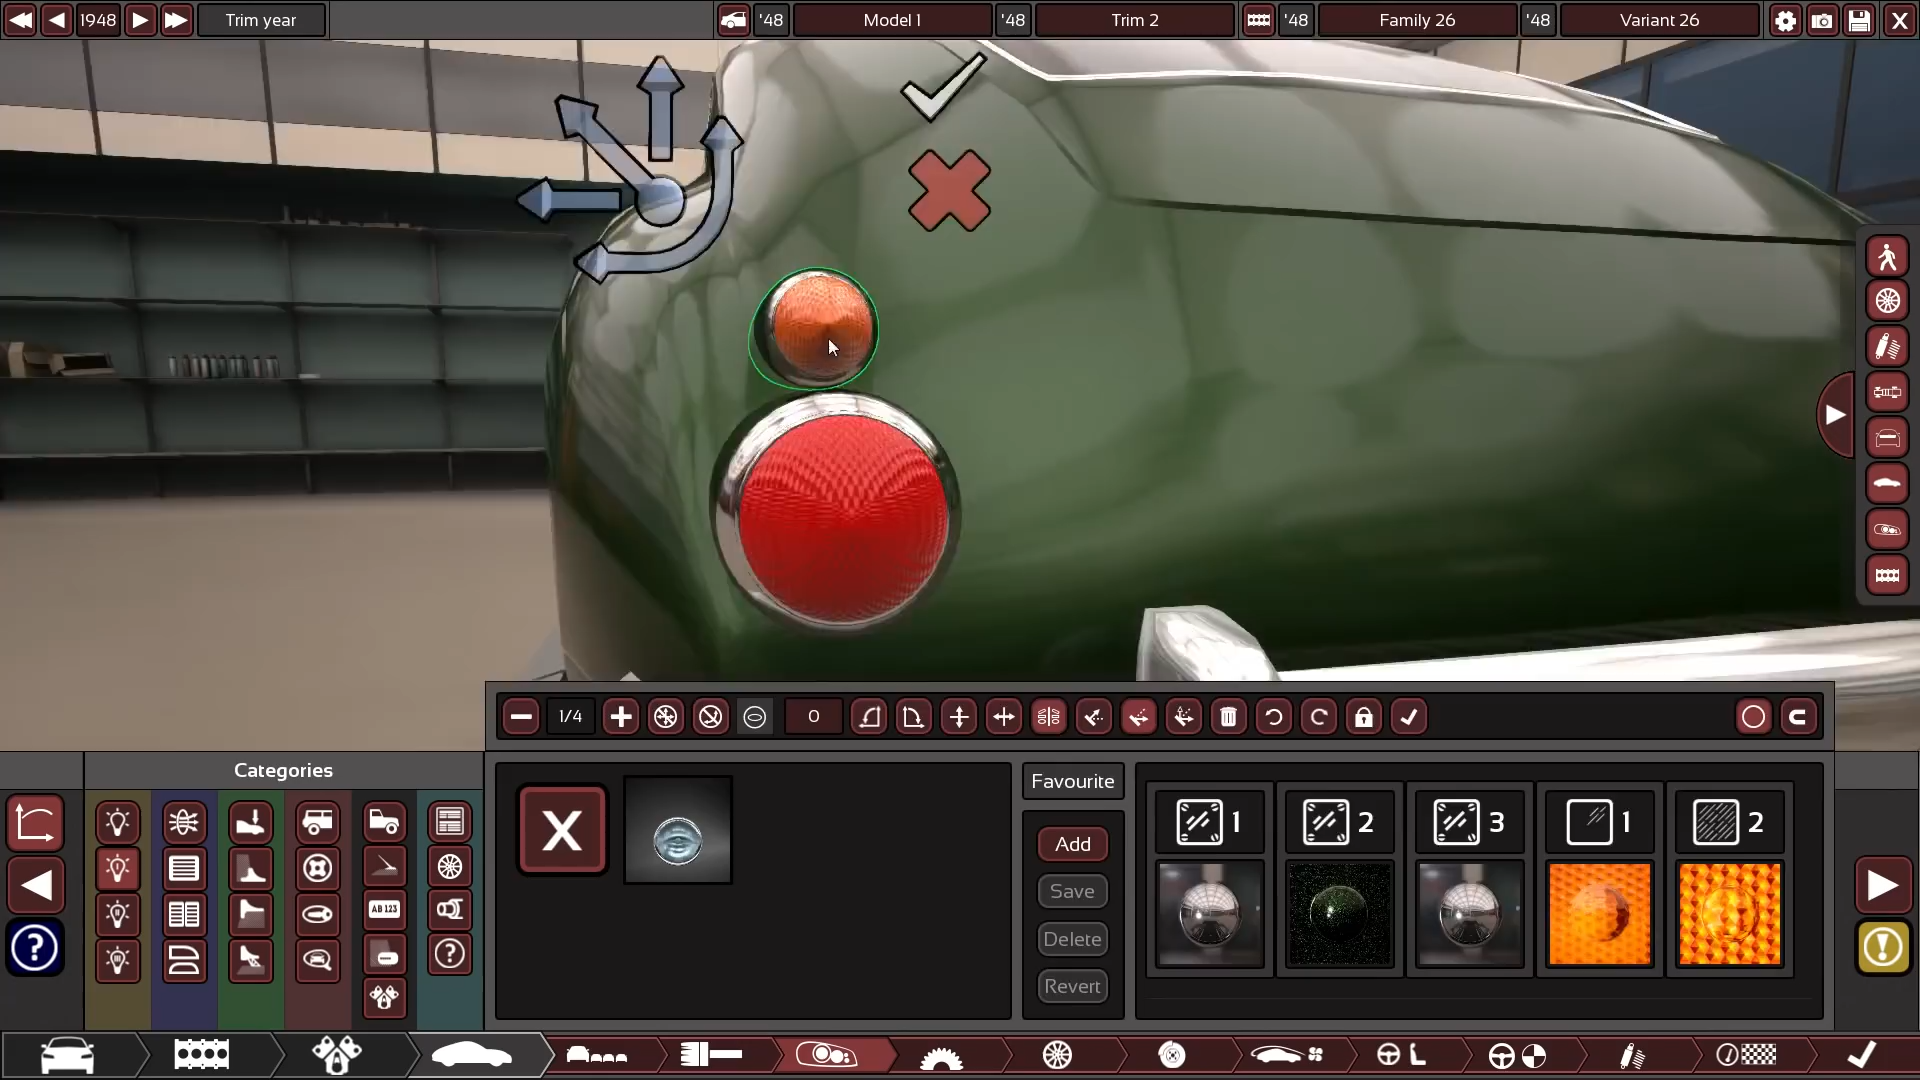 1948
Trim year
'48
Model 1
'48
Trim 2
'48
Family 26
'48
Variant 26
1/4
0
Categories
AB 123
?
?
X
Favourite
Add
Save
Delete
Revert
1
2
3
1
2